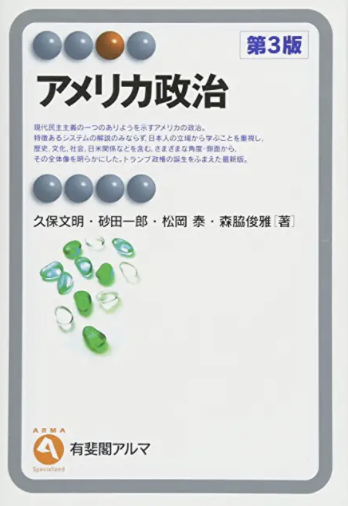 第3版
アメリカ政治
現代民主主義の一つのありようを示すアメリカの政治。
特徴あるシステムの解説のみならず、日本人の立場から学ぶことを重視し、
歴史、文化、社会、日米関係などを含む、さまざまな角度・側面から、
その全体像を明らかにした。トランプ政権の誕生をふまえた最新版。
久保文明・砂田一郎・松岡 泰・森脇俊雅[著]
ARMA
有斐閣アルマ
Specialized